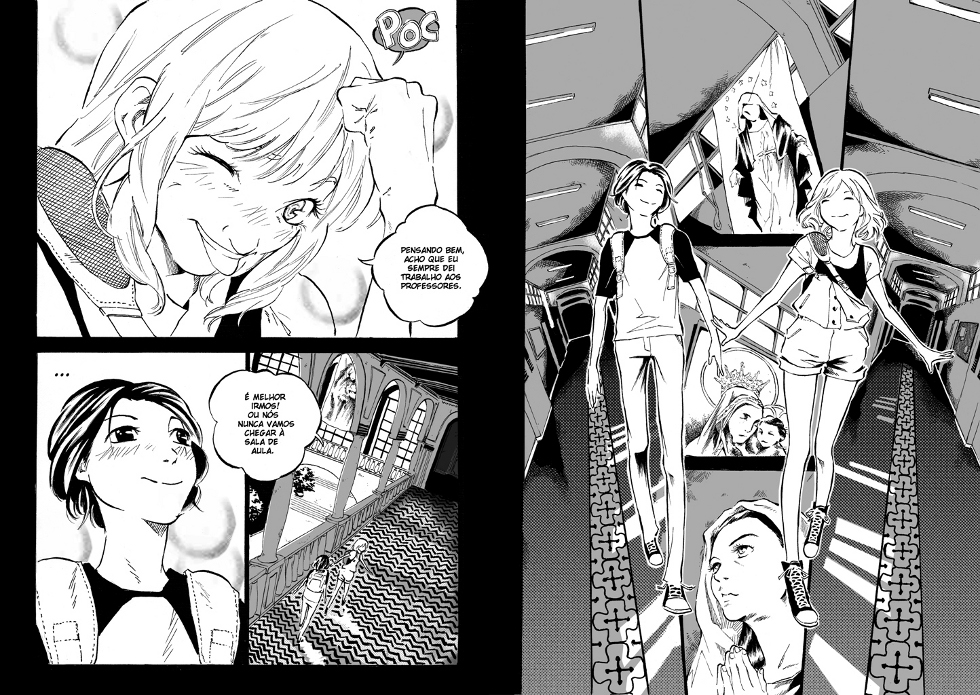 POC
PENSANDO BEM,
ACHO QUE EU
SEMPRE DEI
TRABALHO AOS
PROFESSORES.
...
É MELHOR
IRMOS!
OU NÓS
NUNCA VAMOS
CHEGAR À
SALA DE
AULA.